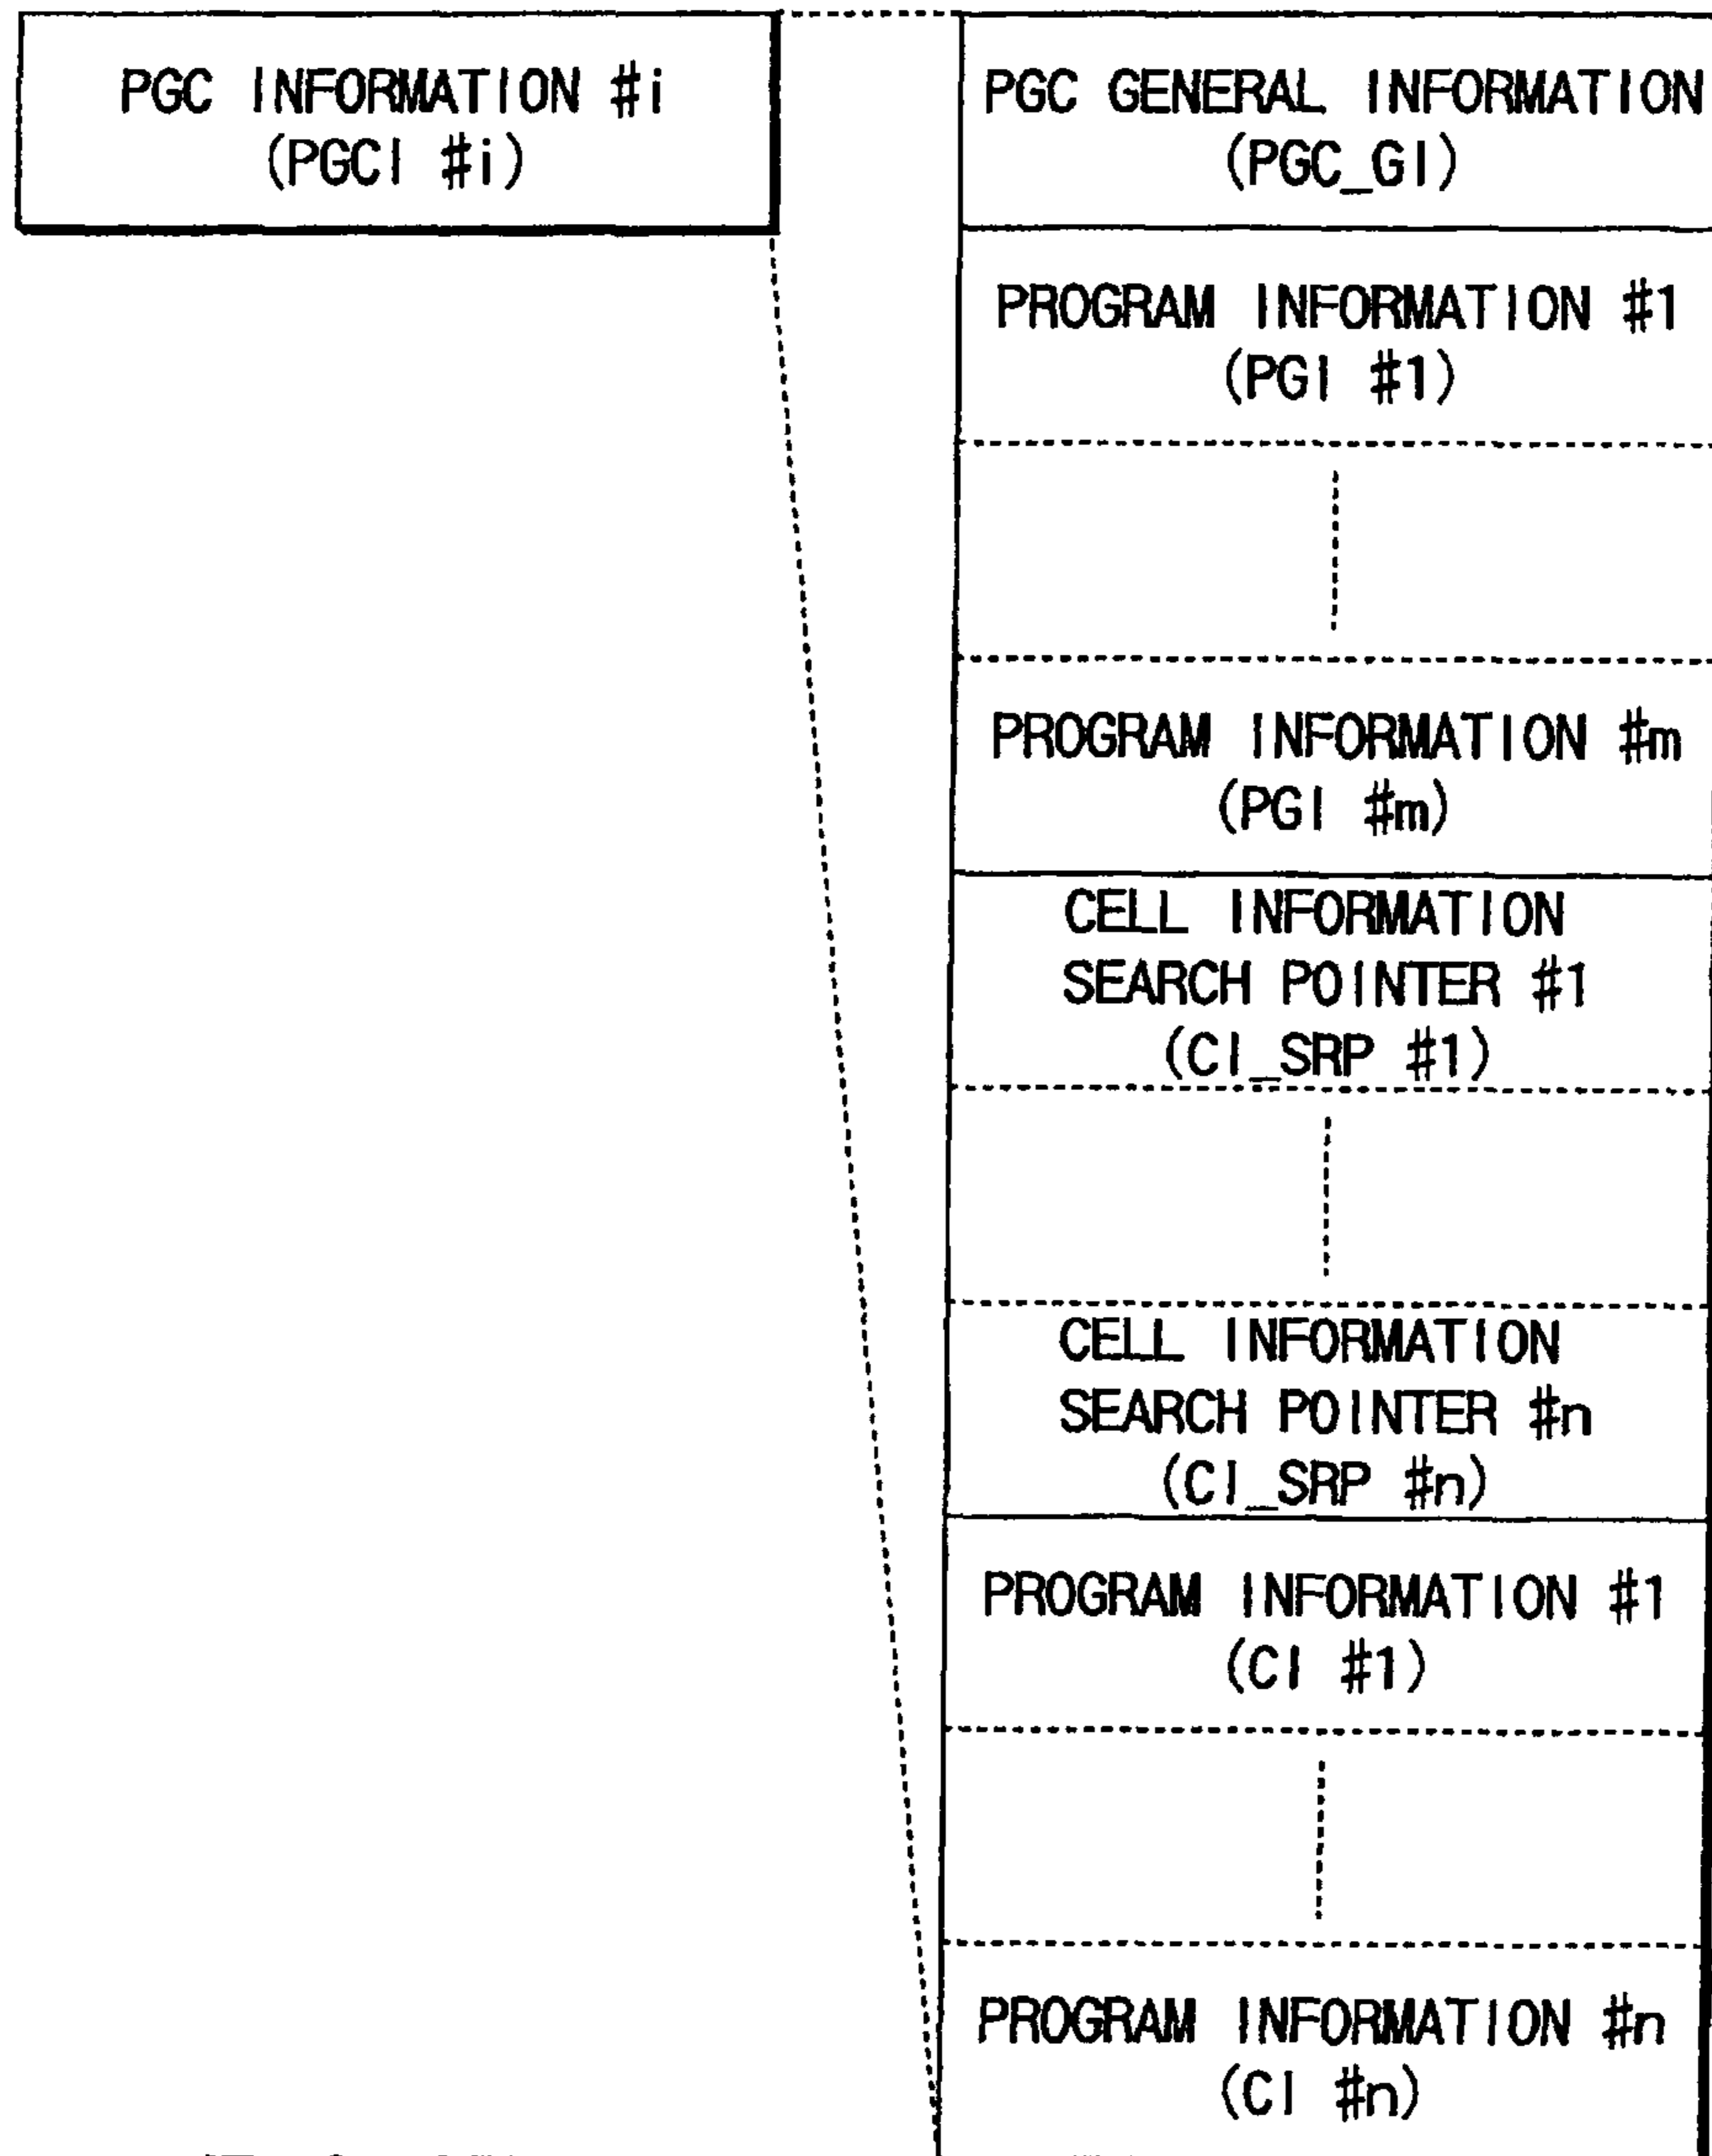 PGC INFORMATION #i
(PGCI #i)
PGC GENERAL INFORMATION
(PGC_GI)
PROGRAM INFORMATION #1
(PGI #1)
PROGRAM INFORMATION #m
(PGI #m)
CELL INFORMATION
SEARCH POINTER #1
(CI_SRP #1)
CELL INFORMATION
SEARCH POINTER #n
(CI_SRP #n)
PROGRAM INFORMATION #1
(CI #1)
PROGRAM INFORMATION #n
(CI #n)